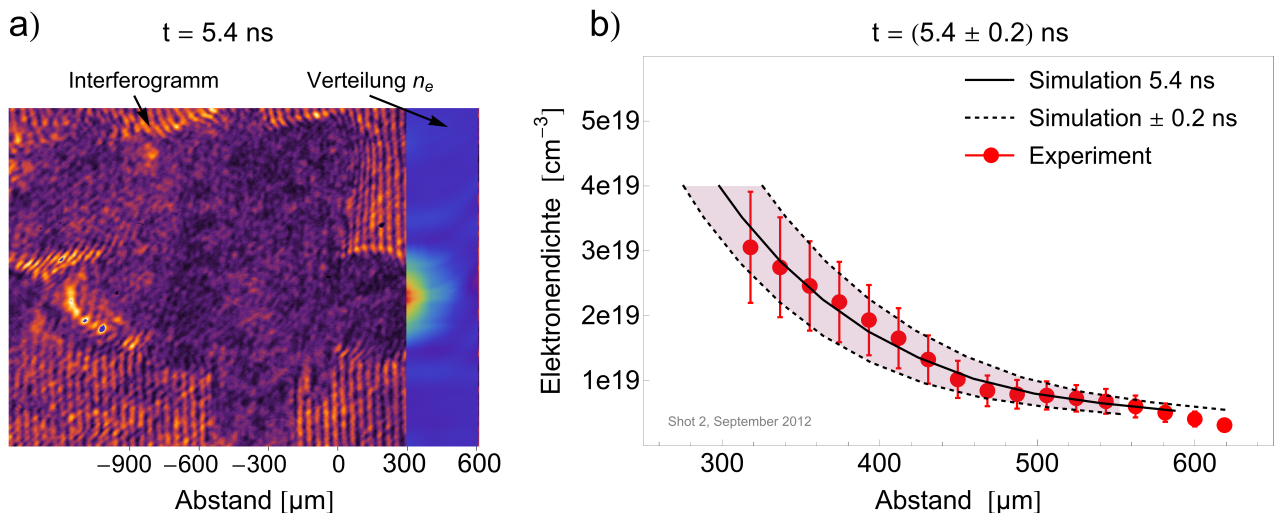 a)
t = 5.4 ns
Interferogramm
Verteilung nₑ
−900 −600 −300 0 300 600
Abstand [µm]
b)
t = (5.4 ± 0.2) ns
Simulation 5.4 ns
Simulation ± 0.2 ns
Experiment
5e19
4e19
3e19
2e19
1e19
Elektronendichte [cm⁻³]
Shot 2, September 2012
300 400 500 600
Abstand [µm]